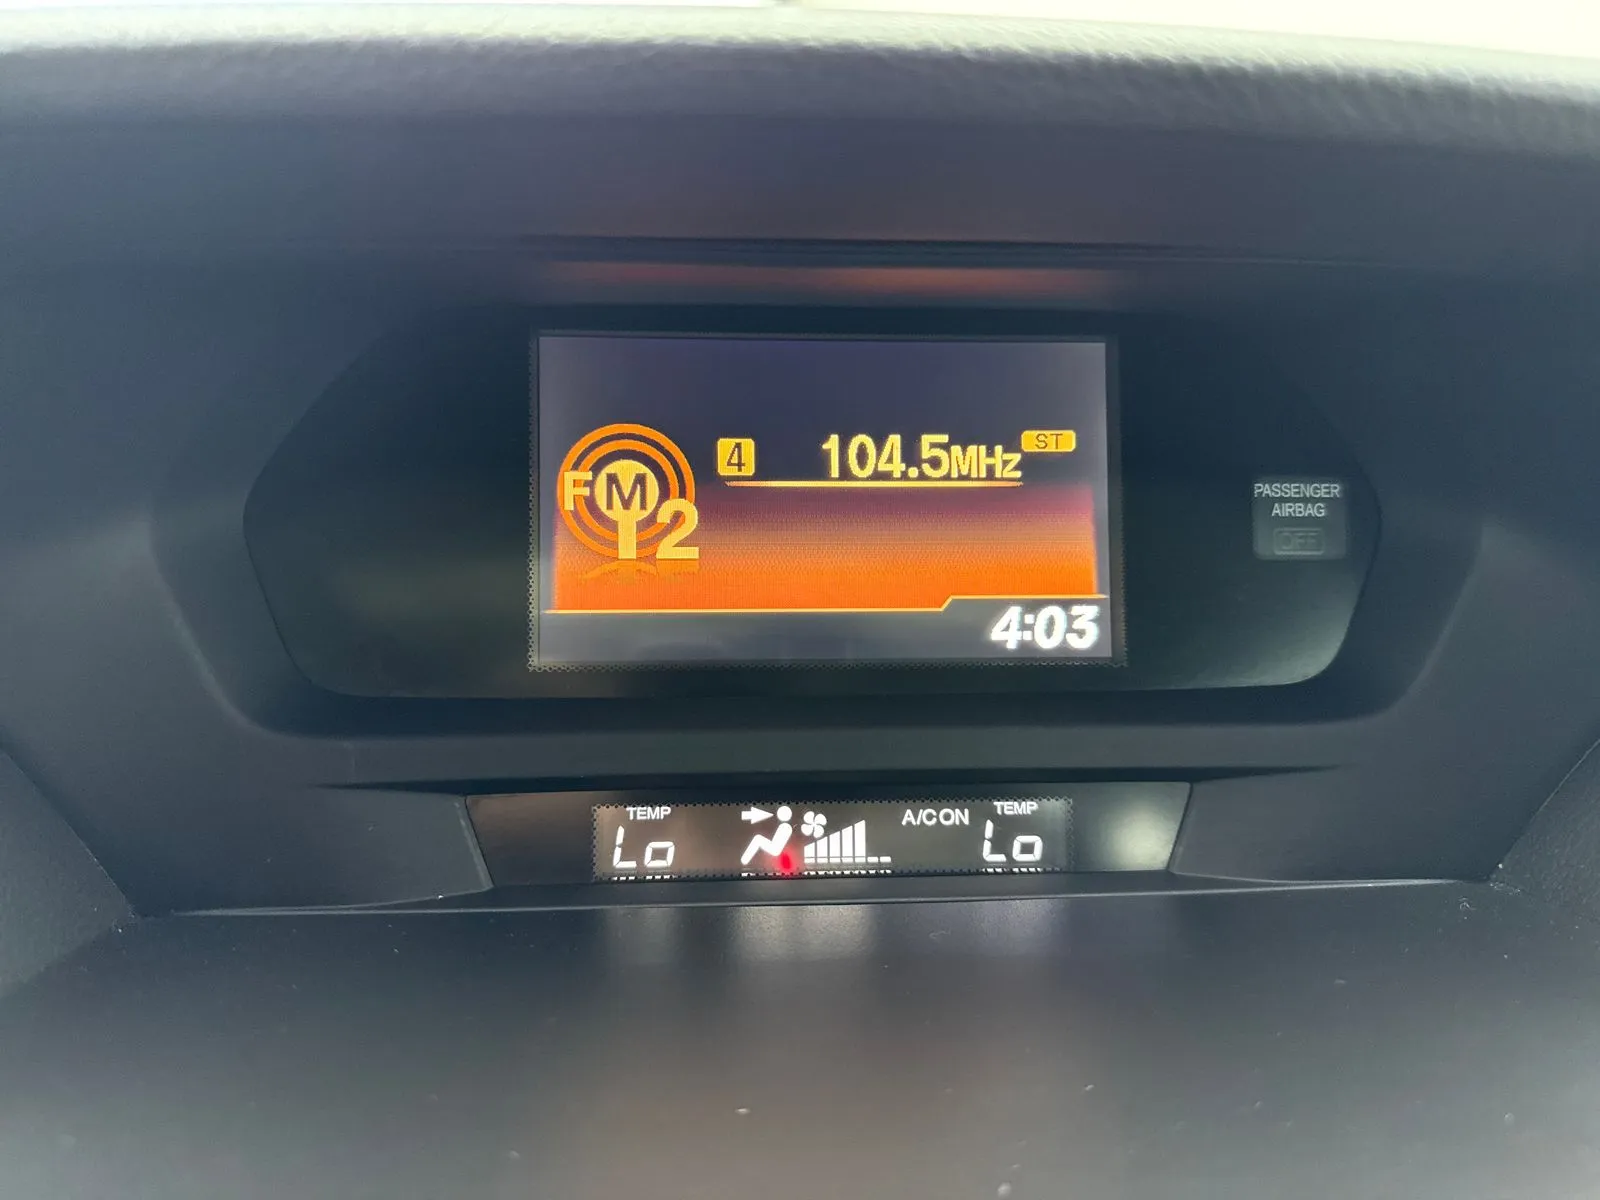 FM 2
4 104.5MHz ST
4:03
PASSENGER
AIRBAG
OFF
TEMP A/C ON TEMP
Lo Lo